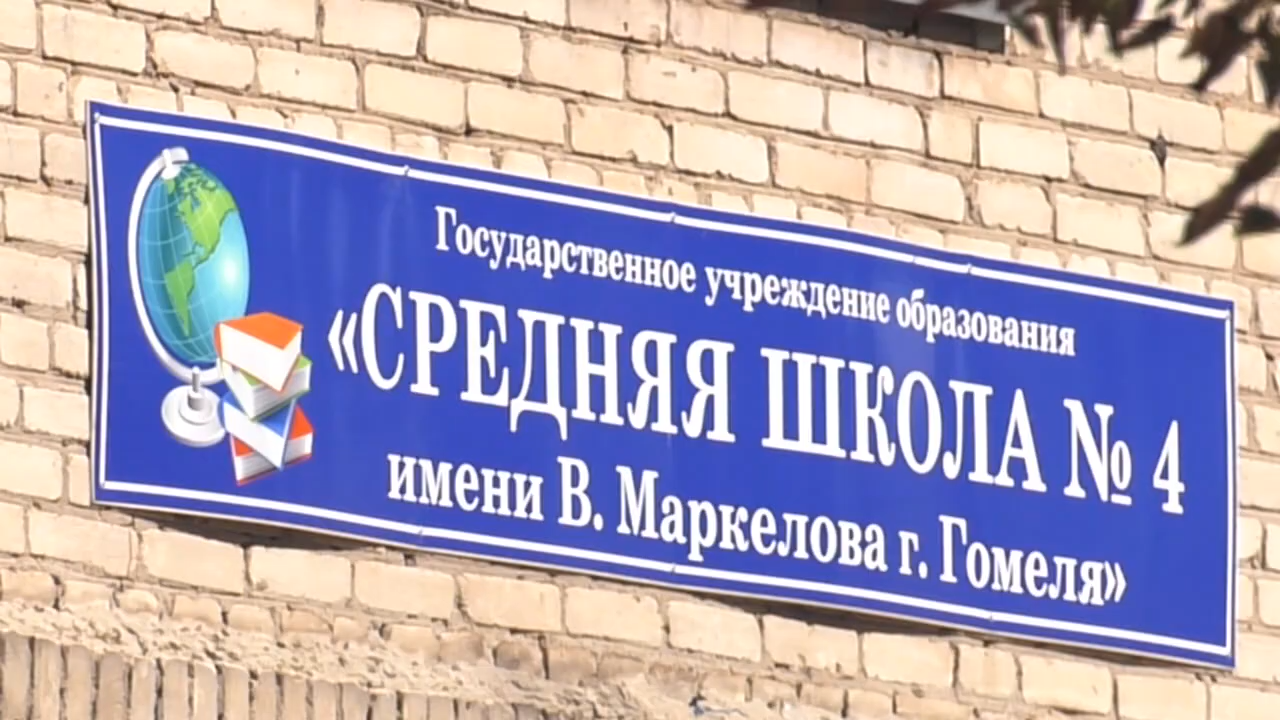 Государственное учреждение образования
«СРЕДНЯЯ ШКОЛА № 4
имени В. Маркелова г. Гомеля»